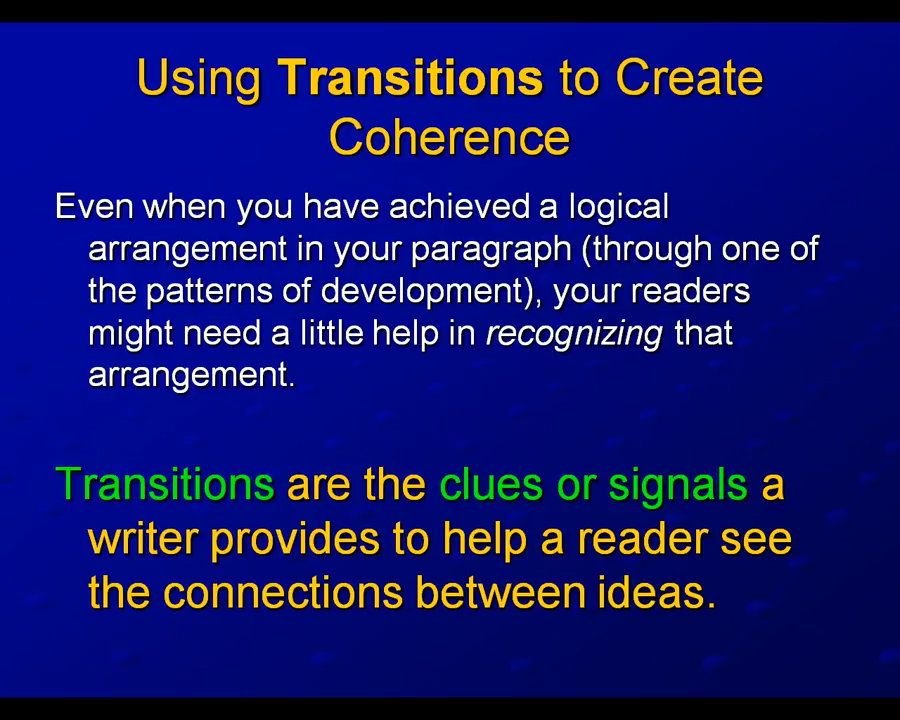 Using Transitions to Create
Coherence
Even when you have achieved a logical
arrangement in your paragraph (through one of
the patterns of development), your readers
might need a little help in recognizing that
arrangement.
Transitions are the clues or signals a
writer provides to help a reader see
the connections between ideas.